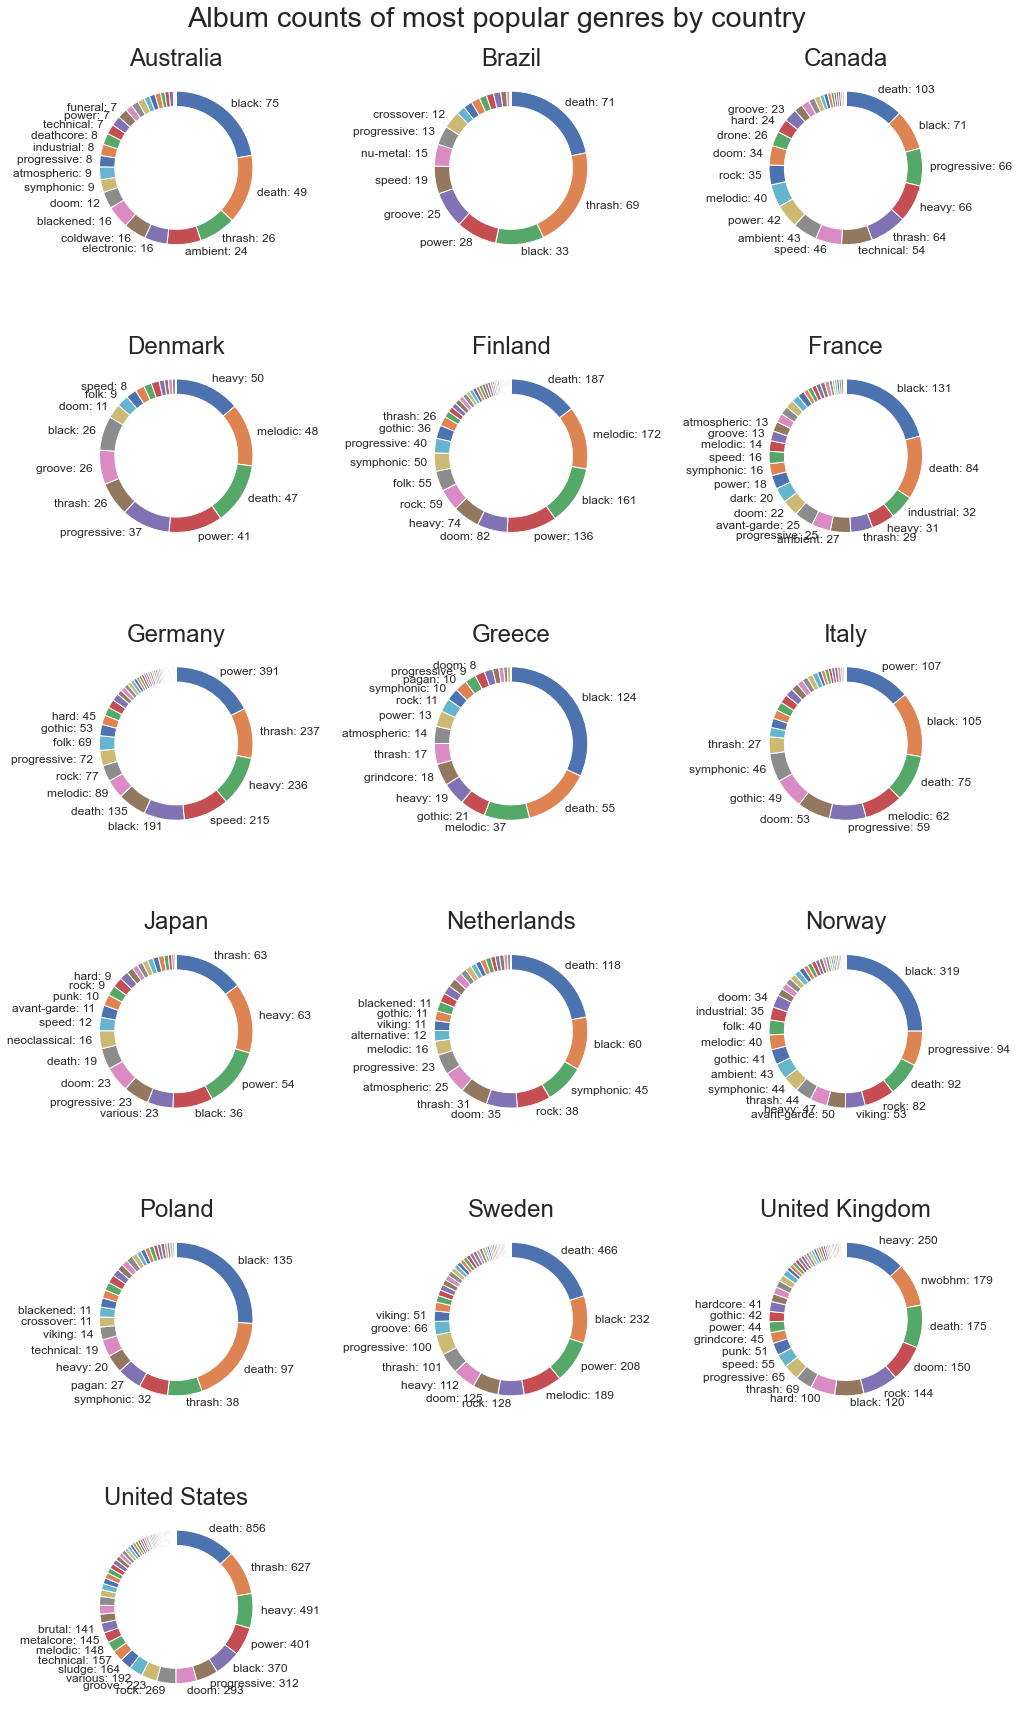 Album counts of most popular genres by country
Australia
black: 75
death: 49
thrash: 26
ambient: 24
electronic: 16
coldwave: 16
blackened: 16
doom: 12
symphonic: 9
atmospheric: 9
progressive: 8
industrial: 8
deathcore: 8
technical: 7
power: 7
funeral: 7
Brazil
death: 71
thrash: 69
black: 33
power: 28
groove: 25
speed: 19
nu-metal: 15
progressive: 13
crossover: 12
Canada
death: 103
black: 71
progressive: 66
heavy: 66
thrash: 64
technical: 54
speed: 46
ambient: 43
power: 42
melodic: 40
rock: 35
doom: 34
drone: 26
hard: 24
groove: 23
Denmark
heavy: 50
melodic: 48
death: 47
power: 41
progressive: 37
thrash: 26
groove: 26
black: 26
doom: 11
folk: 9
speed: 8
Finland
death: 187
melodic: 172
black: 161
power: 136
doom: 82
heavy: 74
rock: 59
folk: 55
symphonic: 50
progressive: 40
gothic: 36
thrash: 26
France
black: 131
death: 84
industrial: 32
heavy: 31
thrash: 29
ambient: 27
progressive: 25
avant-garde: 25
doom: 22
dark: 20
power: 18
symphonic: 16
speed: 16
melodic: 14
groove: 13
atmospheric: 13
Germany
power: 391
thrash: 237
heavy: 236
speed: 215
black: 191
death: 135
melodic: 89
rock: 77
progressive: 72
folk: 69
gothic: 53
hard: 45
Greece
black: 124
death: 55
melodic: 37
gothic: 21
heavy: 19
grindcore: 18
thrash: 17
atmospheric: 14
power: 13
rock: 11
symphonic: 10
pagan: 10
progressive: 9
doom: 8
Italy
power: 107
black: 105
death: 75
melodic: 62
progressive: 59
doom: 53
gothic: 49
symphonic: 46
thrash: 27
Japan
thrash: 63
heavy: 63
power: 54
black: 36
various: 23
progressive: 23
doom: 23
death: 19
neoclassical: 16
speed: 12
avant-garde: 11
punk: 10
rock: 9
hard: 9
Netherlands
death: 118
black: 60
symphonic: 45
rock: 38
doom: 35
thrash: 31
atmospheric: 25
progressive: 23
melodic: 16
alternative: 12
viking: 11
gothic: 11
blackened: 11
Norway
black: 319
progressive: 94
death: 92
rock: 82
viking: 53
avant-garde: 50
heavy: 47
thrash: 44
symphonic: 44
ambient: 43
gothic: 41
melodic: 40
folk: 40
industrial: 35
doom: 34
Poland
black: 135
death: 97
thrash: 38
symphonic: 32
pagan: 27
heavy: 20
technical: 19
viking: 14
crossover: 11
blackened: 11
Sweden
death: 466
black: 232
power: 208
melodic: 189
rock: 128
doom: 125
heavy: 112
thrash: 101
progressive: 100
groove: 66
viking: 51
United Kingdom
heavy: 250
nwobhm: 179
death: 175
doom: 150
rock: 144
black: 120
hard: 100
thrash: 69
progressive: 65
speed: 55
punk: 51
grindcore: 45
power: 44
gothic: 42
hardcore: 41
United States
death: 856
thrash: 627
heavy: 491
power: 401
black: 370
progressive: 312
doom: 293
rock: 269
groove: 223
various: 192
sludge: 164
technical: 157
melodic: 148
metalcore: 145
brutal: 141